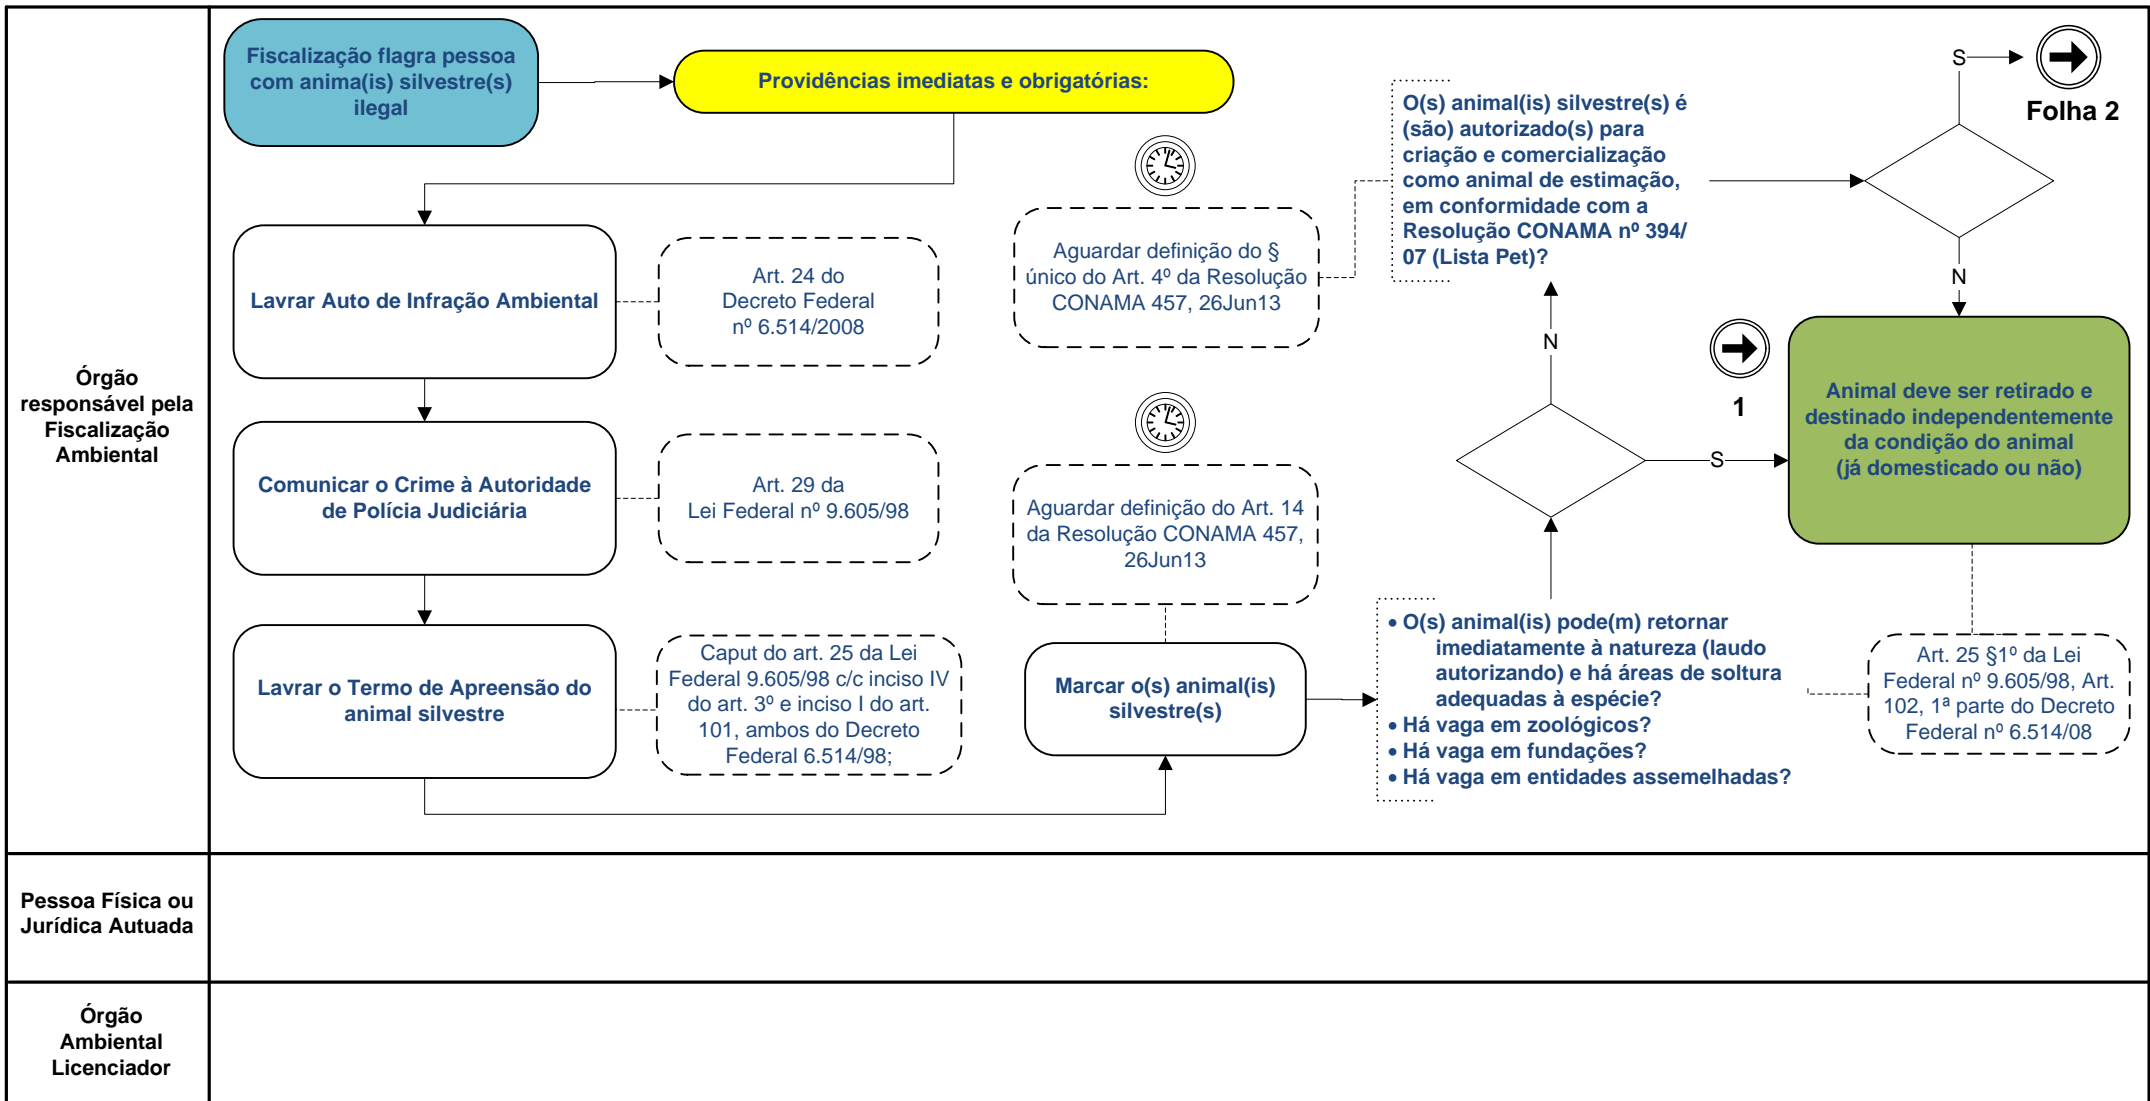 Órgão
responsável pela
Fiscalização
Ambiental
Fiscalização flagra pessoa
com anima(is) silvestre(s)
ilegal
Providências imediatas e obrigatórias:
Lavrar Auto de Infração Ambiental
Art. 24 do
Decreto Federal
nº 6.514/2008
Comunicar o Crime à Autoridade
de Polícia Judiciária
Art. 29 da
Lei Federal nº 9.605/98
Lavrar o Termo de Apreensão do
animal silvestre
Caput do art. 25 da Lei
Federal 9.605/98 c/c inciso IV
do art. 3º e inciso I do art.
101, ambos do Decreto
Federal 6.514/98;
Marcar o(s) animal(is)
silvestre(s)
Aguardar definição do Art. 14
da Resolução CONAMA 457,
26Jun13
• O(s) animal(is) pode(m) retornar
imediatamente à natureza (laudo
autorizando) e há áreas de soltura
adequadas à espécie?
• Há vaga em zoológicos?
• Há vaga em fundações?
• Há vaga em entidades assemelhadas?
N
S
O(s) animal(is) silvestre(s) é
(são) autorizado(s) para
criação e comercialização
como animal de estimação,
em conformidade com a
Resolução CONAMA nº 394/
07 (Lista Pet)?
Aguardar definição do §
único do Art. 4º da Resolução
CONAMA 457, 26Jun13
S
Folha 2
N
1
Animal deve ser retirado e
destinado independentemente
da condição do animal
(já domesticado ou não)
Art. 25 §1º da Lei
Federal nº 9.605/98, Art.
102, 1ª parte do Decreto
Federal nº 6.514/08
Pessoa Física ou
Jurídica Autuada
Órgão
Ambiental
Licenciador